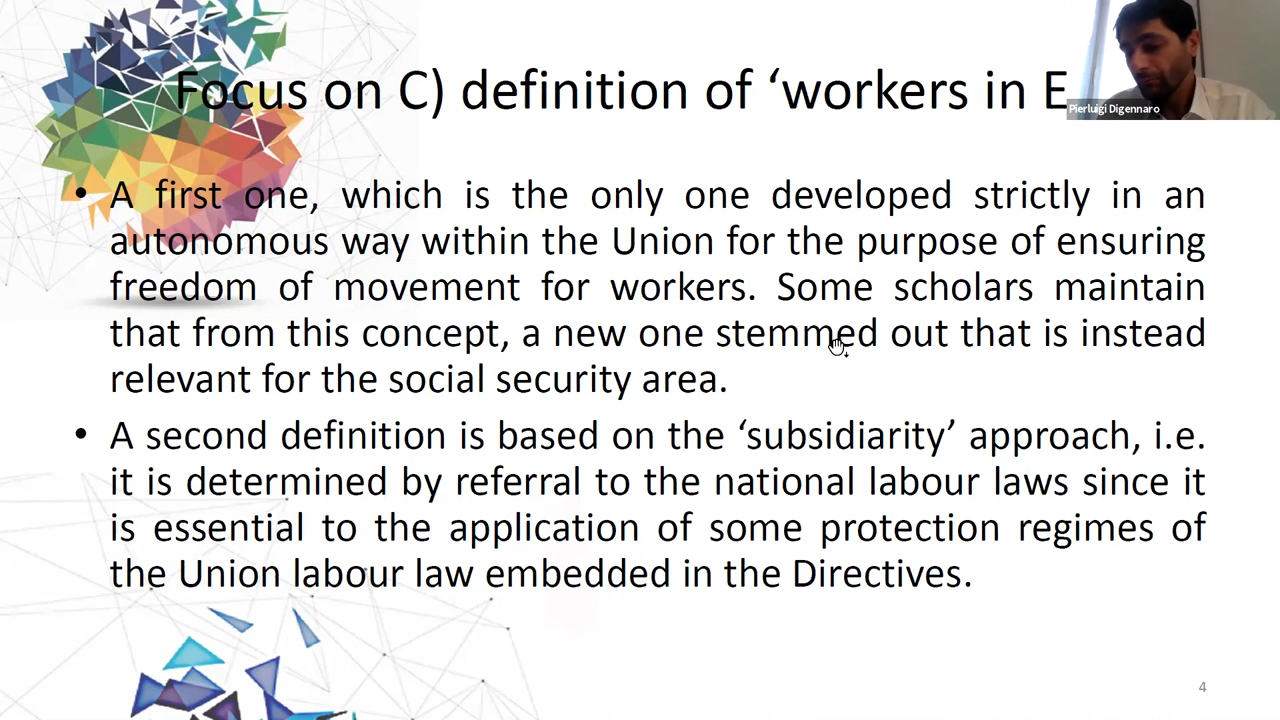 Focus on C) definition of ‘workers in E
Pierluigi Digennaro
• A first one, which is the only one developed strictly in an
autonomous way within the Union for the purpose of ensuring
freedom of movement for workers. Some scholars maintain
that from this concept, a new one stemmed out that is instead
relevant for the social security area.
• A second definition is based on the ‘subsidiarity’ approach, i.e.
it is determined by referral to the national labour laws since it
is essential to the application of some protection regimes of
the Union labour law embedded in the Directives.
4